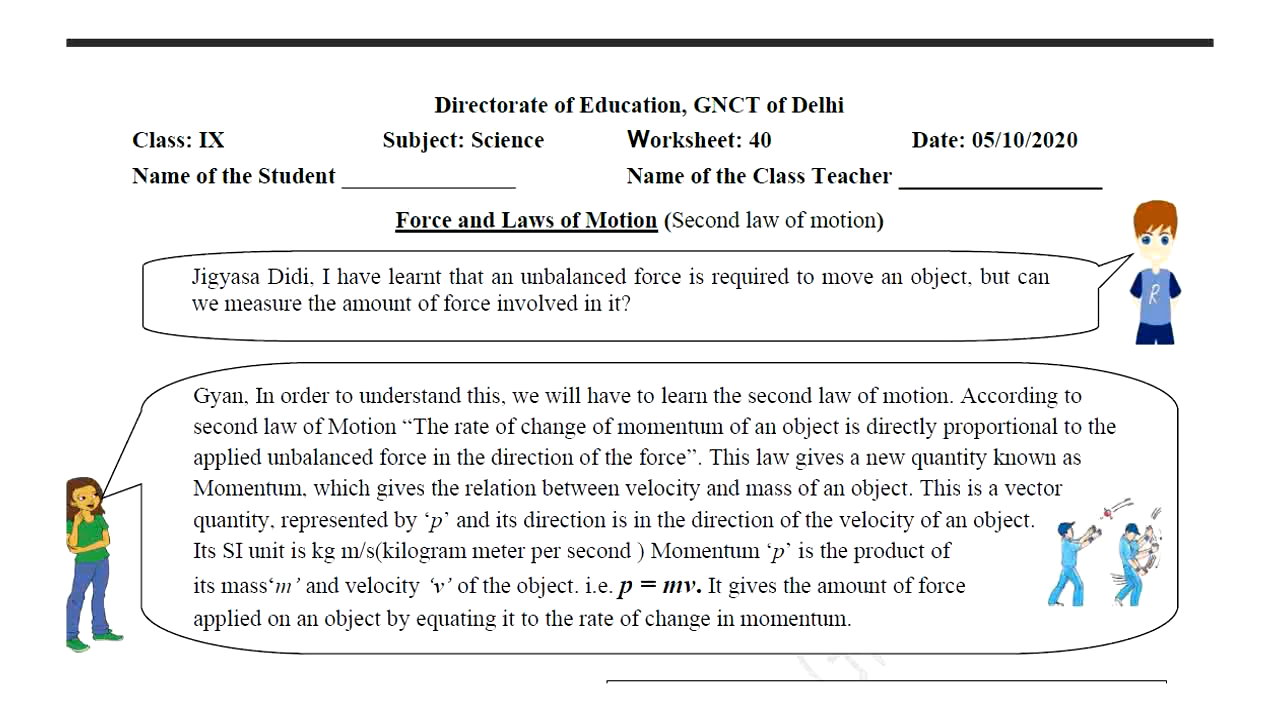 Directorate of Education, GNCT of Delhi
Class: IX Subject: Science Worksheet: 40 Date: 05/10/2020
Name of the Student _______________ Name of the Class Teacher _________________
Force and Laws of Motion (Second law of motion)
Jigyasa Didi, I have learnt that an unbalanced force is required to move an object, but can
we measure the amount of force involved in it?
R
Gyan, In order to understand this, we will have to learn the second law of motion. According to
second law of Motion “The rate of change of momentum of an object is directly proportional to the
applied unbalanced force in the direction of the force”. This law gives a new quantity known as
Momentum, which gives the relation between velocity and mass of an object. This is a vector
quantity, represented by ‘p’ and its direction is in the direction of the velocity of an object.
Its SI unit is kg m/s(kilogram meter per second ) Momentum ‘p’ is the product of
its mass‘m’ and velocity ‘v’ of the object. i.e. p = mv. It gives the amount of force
applied on an object by equating it to the rate of change in momentum.